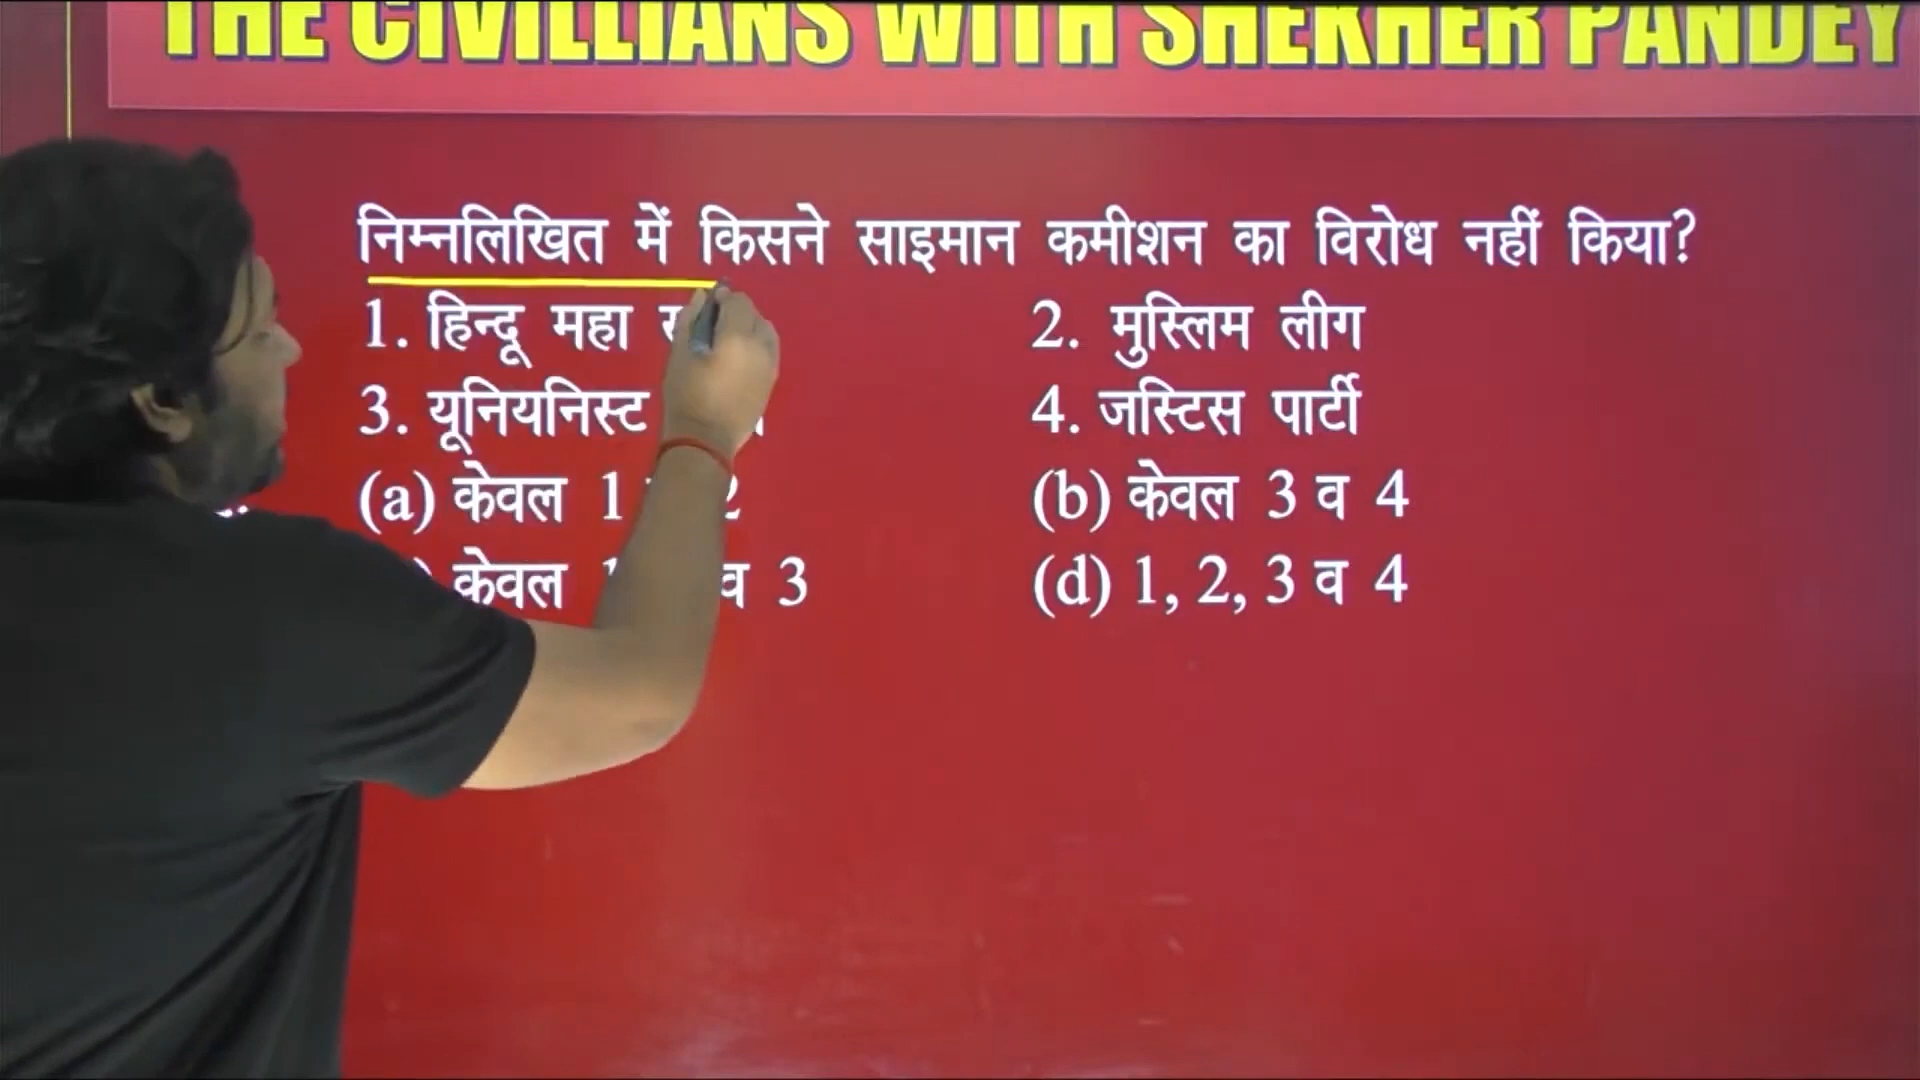 THE CIVILLIANS WITH SHEKHER PANDEY
निम्नलिखित में किसने साइमान कमीशन का विरोध नहीं किया?
1. हिन्दू महा
2. मुस्लिम लीग
3. यूनियनिस्ट
4. जस्टिस पार्टी
(a) केवल 1 2
(b) केवल 3 व 4
केवल व 3
(d) 1, 2, 3 व 4